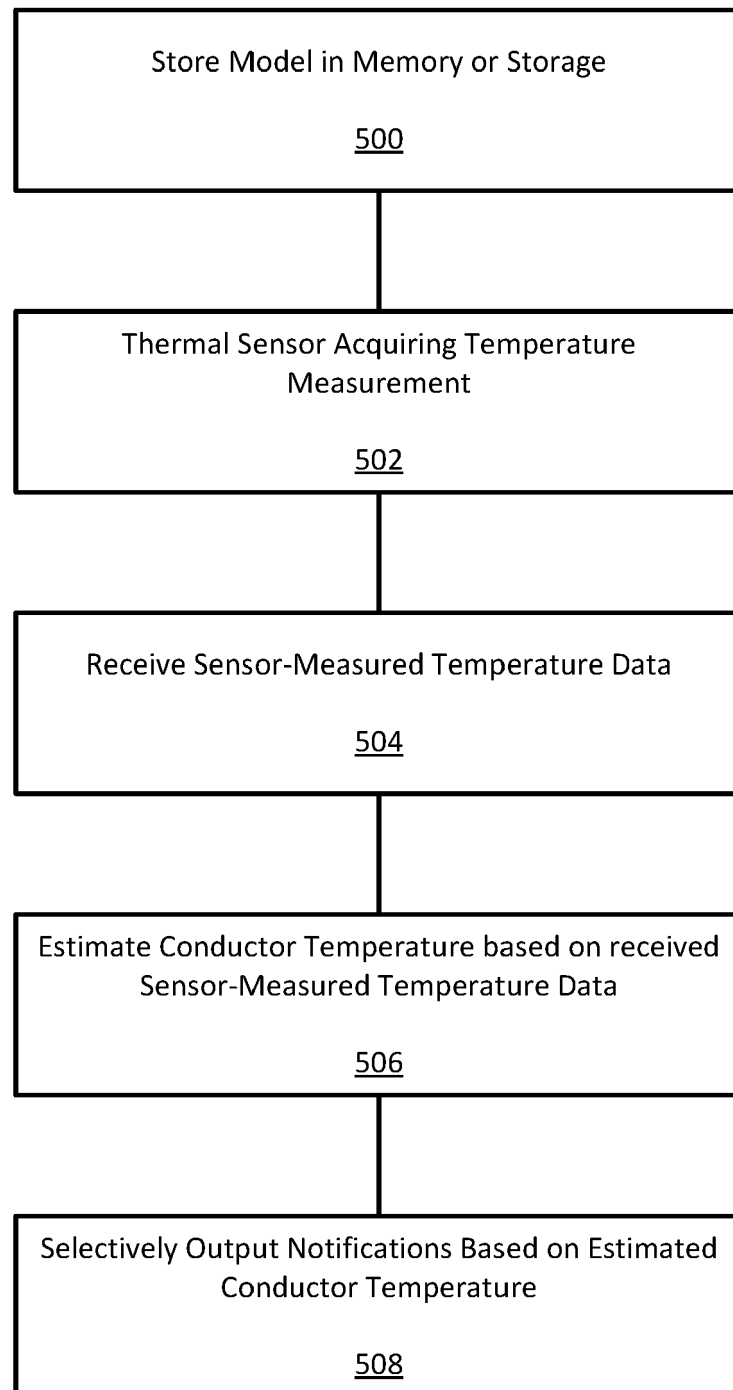 Store Model in Memory or Storage
500
Thermal Sensor Acquiring Temperature
Measurement
502
Receive Sensor-Measured Temperature Data
504
Estimate Conductor Temperature based on received
Sensor-Measured Temperature Data
506
Selectively Output Notifications Based on Estimated
Conductor Temperature
508